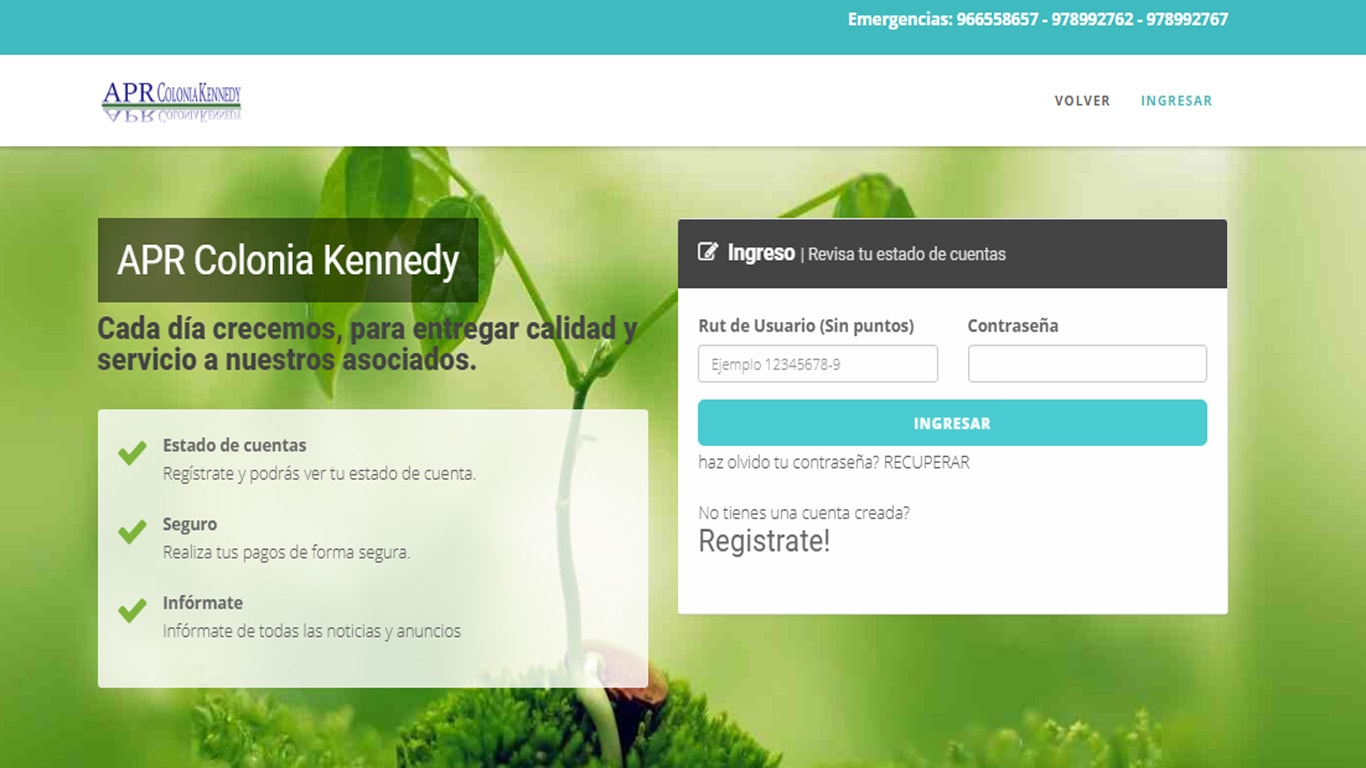 Emergencias: 966558657 - 978992762 - 978992767
APR COLONIA KENNEDY
VOLVER
INGRESAR
APR Colonia Kennedy
Cada día crecemos, para entregar calidad y
servicio a nuestros asociados.
Estado de cuentas
Regístrate y podrás ver tu estado de cuenta.
Seguro
Realiza tus pagos de forma segura.
Infórmate
Infórmate de todas las noticias y anuncios
Ingreso | Revisa tu estado de cuentas
Rut de Usuario (Sin puntos)
Contraseña
Ejemplo 12345678-9
INGRESAR
haz olvido tu contraseña? RECUPERAR
No tienes una cuenta creada?
Registrate!